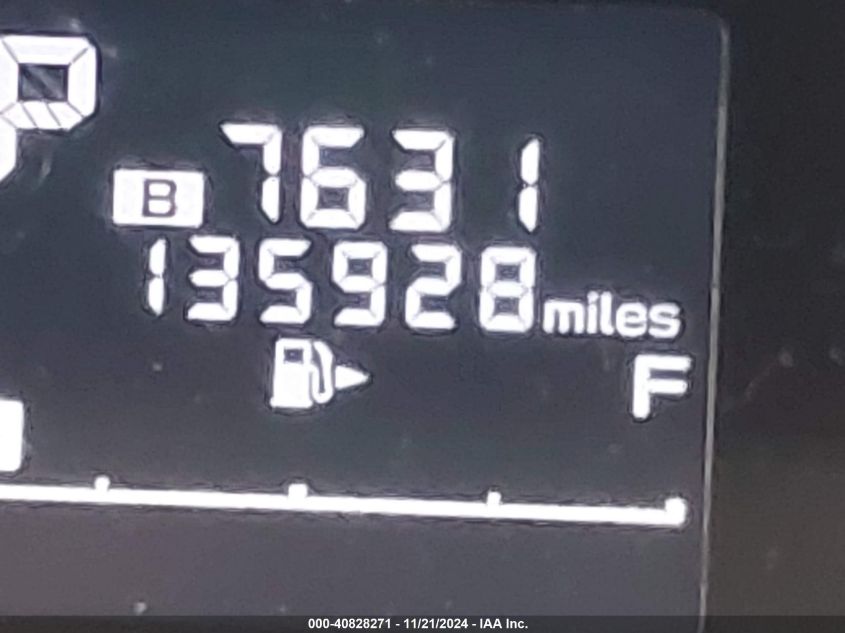 P
7631
B
135928 miles
F
000-40828271 - 11/21/2024 - IAA Inc.